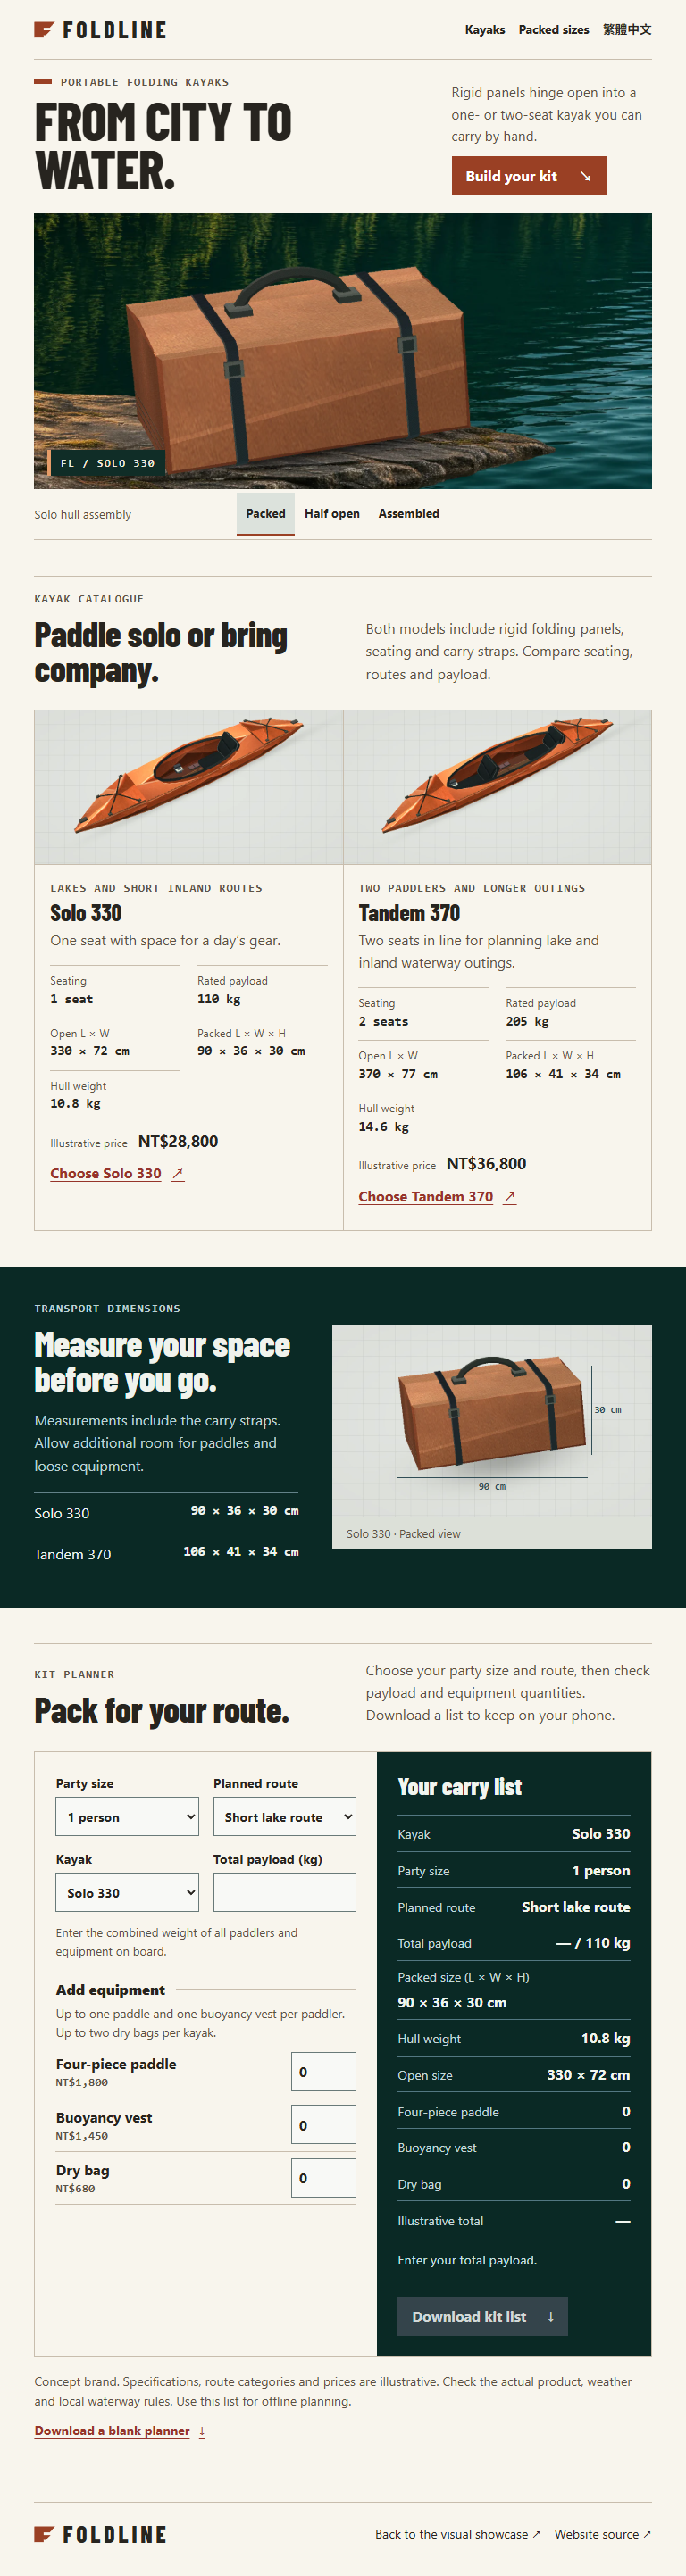 FOLDLINE
Kayaks Packed sizes 繁體中文
PORTABLE FOLDING KAYAKS
FROM CITY TO
WATER.
Rigid panels hinge open into a
one- or two-seat kayak you can
carry by hand.
Build your kit ↘
FL / SOLO 330
Solo hull assembly
Packed Half open Assembled
KAYAK CATALOGUE
Paddle solo or bring
company.
Both models include rigid folding panels,
seating and carry straps. Compare seating,
routes and payload.
LAKES AND SHORT INLAND ROUTES
Solo 330
One seat with space for a day's gear.
Seating
1 seat
Rated payload
110 kg
Open L × W
330 × 72 cm
Packed L × W × H
90 × 36 × 30 cm
Hull weight
10.8 kg
Illustrative price NT$28,800
Choose Solo 330 ↗
TWO PADDLERS AND LONGER OUTINGS
Tandem 370
Two seats in line for planning lake and
inland waterway outings.
Seating
2 seats
Rated payload
205 kg
Open L × W
370 × 77 cm
Packed L × W × H
106 × 41 × 34 cm
Hull weight
14.6 kg
Illustrative price NT$36,800
Choose Tandem 370 ↗
TRANSPORT DIMENSIONS
Measure your space
before you go.
Measurements include the carry straps.
Allow additional room for paddles and
loose equipment.
Solo 330 90 × 36 × 30 cm
Tandem 370 106 × 41 × 34 cm
30 cm
90 cm
Solo 330 · Packed view
KIT PLANNER
Pack for your route.
Choose your party size and route, then check
payload and equipment quantities.
Download a list to keep on your phone.
Party size
1 person
Planned route
Short lake route
Kayak
Solo 330
Total payload (kg)
Enter the combined weight of all paddlers and
equipment on board.
Add equipment
Up to one paddle and one buoyancy vest per paddler.
Up to two dry bags per kayak.
Four-piece paddle
NT$1,800
0
Buoyancy vest
NT$1,450
0
Dry bag
NT$680
0
Your carry list
Kayak Solo 330
Party size 1 person
Planned route Short lake route
Total payload — / 110 kg
Packed size (L × W × H)
90 × 36 × 30 cm
Hull weight 10.8 kg
Open size 330 × 72 cm
Four-piece paddle 0
Buoyancy vest 0
Dry bag 0
Illustrative total —
Enter your total payload.
Download kit list ↓
Concept brand. Specifications, route categories and prices are illustrative. Check the actual product, weather
and local waterway rules. Use this list for offline planning.
Download a blank planner ↓
FOLDLINE
Back to the visual showcase ↗ Website source ↗